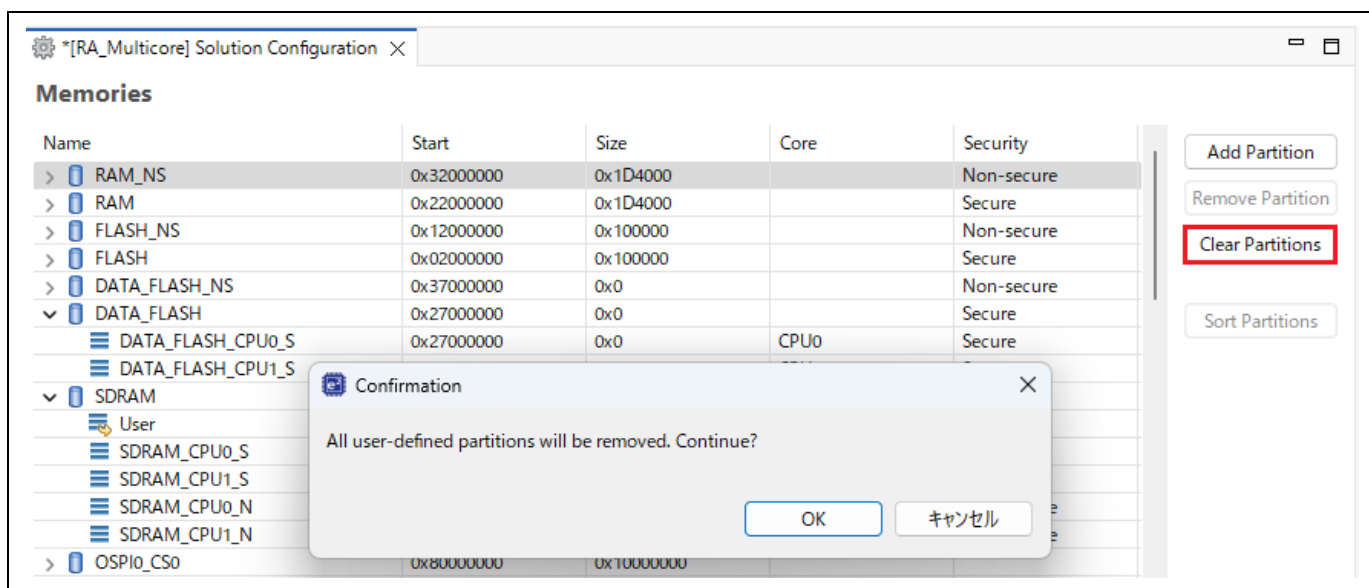 *[RA_Multicore] Solution Configuration
Memories
Name Start Size Core Security
RAM_NS 0x32000000 0x1D4000 Non-secure
RAM 0x22000000 0x1D4000 Secure
FLASH_NS 0x12000000 0x100000 Non-secure
FLASH 0x02000000 0x100000 Secure
DATA_FLASH_NS 0x37000000 0x0 Non-secure
DATA_FLASH 0x27000000 0x0 Secure
DATA_FLASH_CPU0_S 0x27000000 0x0 CPU0 Secure
DATA_FLASH_CPU1_S
SDRAM
User
SDRAM_CPU0_S
SDRAM_CPU1_S
SDRAM_CPU0_N
SDRAM_CPU1_N
OSPI0_CS0 0x80000000 0x10000000
Add Partition
Remove Partition
Clear Partitions
Sort Partitions
Confirmation
All user-defined partitions will be removed. Continue?
OK キャンセル